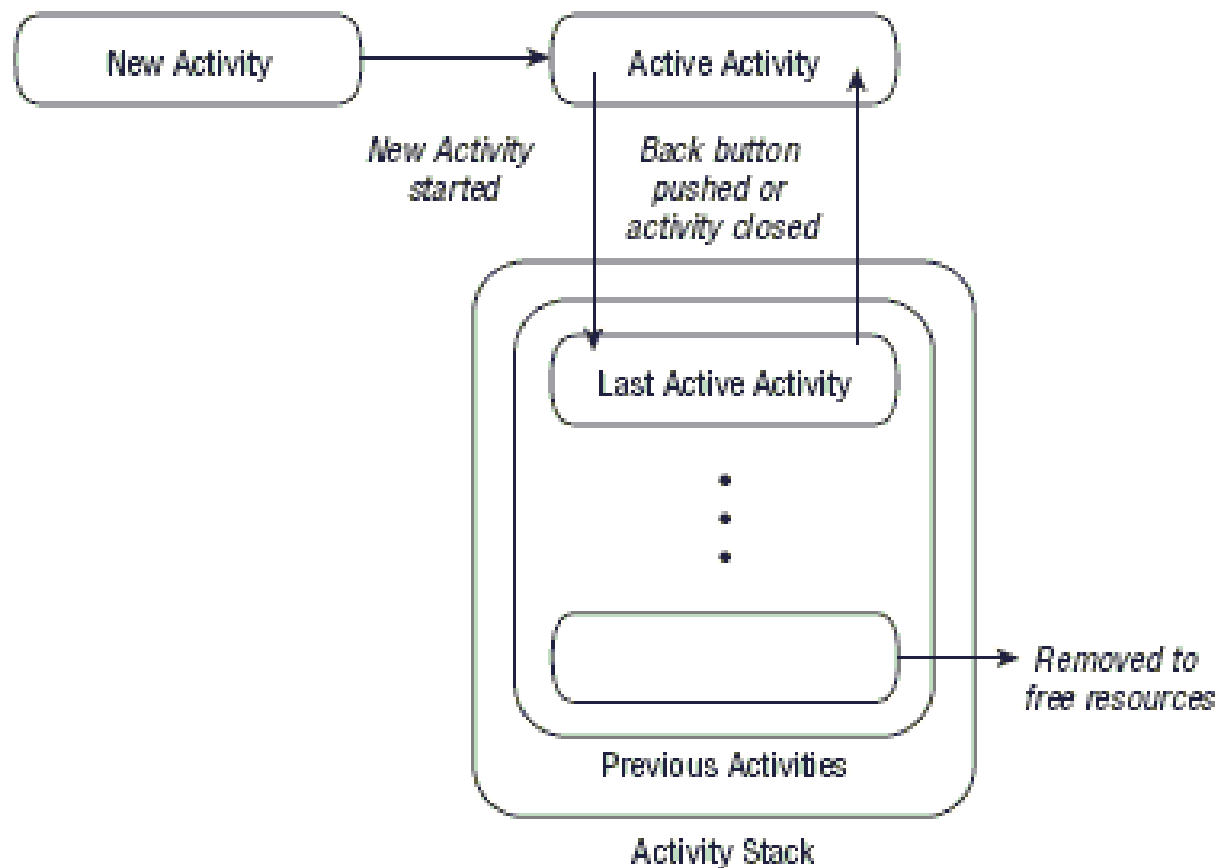 New Activity
Active Activity
New Activity
started
Back button
pushed or
activity closed
Last Active Activity
Removed to
free resources
Previous Activities
Activity Stack